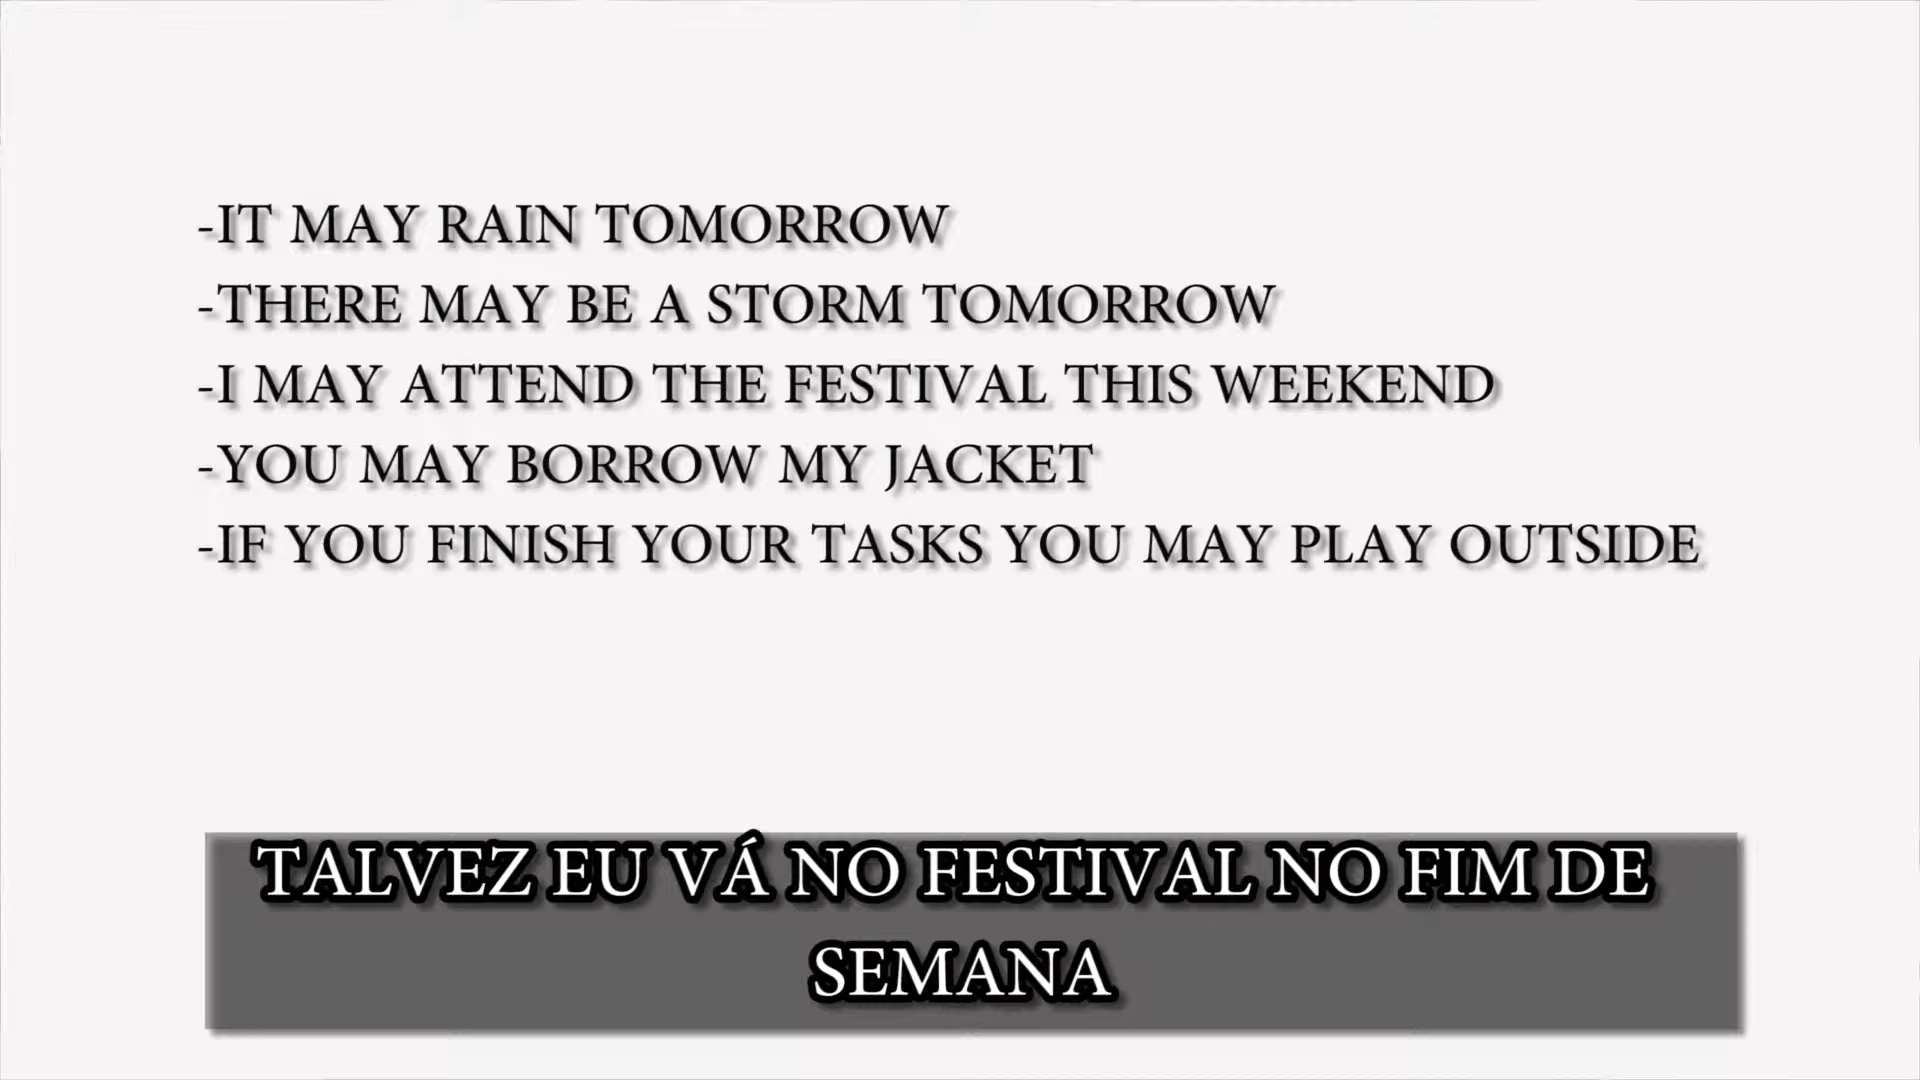 -IT MAY RAIN TOMORROW
-THERE MAY BE A STORM TOMORROW
-I MAY ATTEND THE FESTIVAL THIS WEEKEND
-YOU MAY BORROW MY JACKET
-IF YOU FINISH YOUR TASKS YOU MAY PLAY OUTSIDE
TALVEZ EU VÁ NO FESTIVAL NO FIM DE
SEMANA